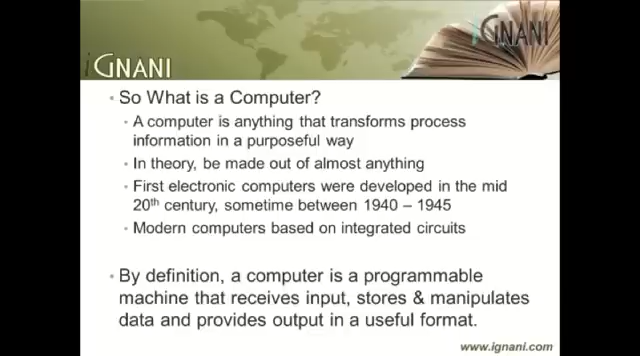 iGNANI
iGNANI
So What is a Computer?
A computer is anything that transforms process
information in a purposeful way
In theory, be made out of almost anything
First electronic computers were developed in the mid
20th century, sometime between 1940 – 1945
Modern computers based on integrated circuits
By definition, a computer is a programmable
machine that receives input, stores & manipulates
data and provides output in a useful format.
www.ignani.com